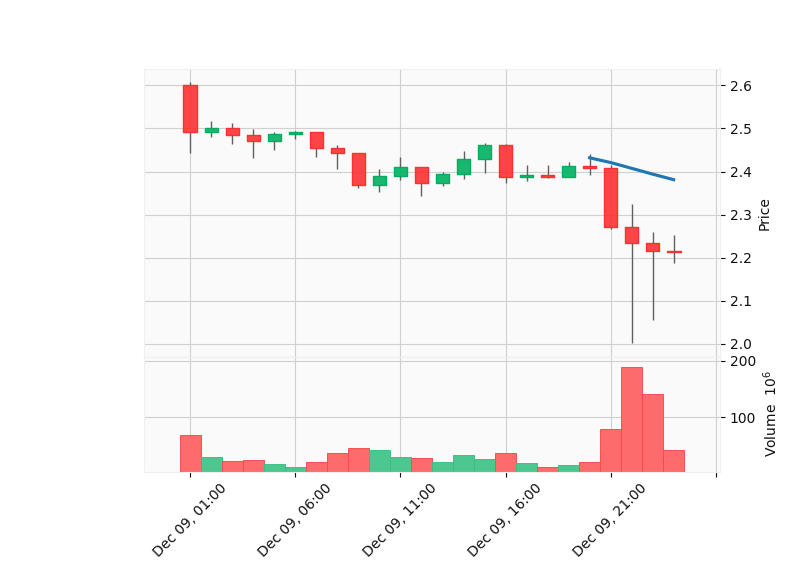 2.6
2.5
2.4
2.3
2.2
2.1
2.0
Price
200
100
Volume 10^6
Dec 09, 01:00
Dec 09, 06:00
Dec 09, 11:00
Dec 09, 16:00
Dec 09, 21:00